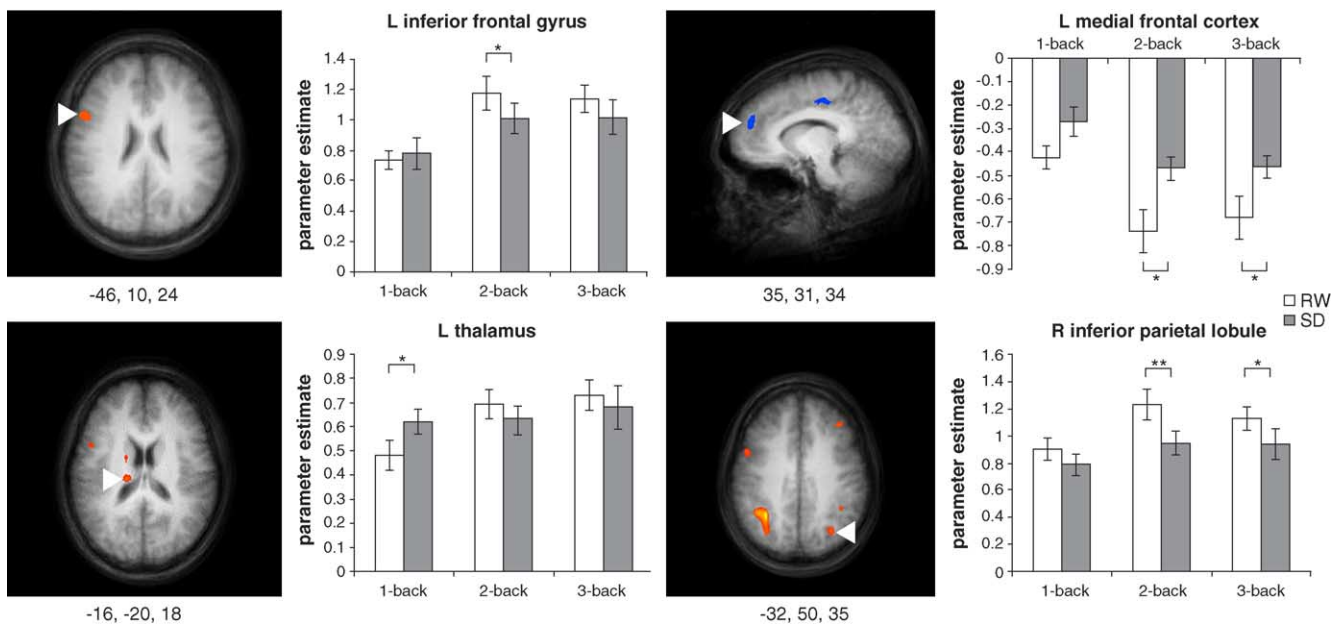 L inferior frontal gyrus
parameter estimate
1.4
1.2
1
0.8
0.6
0.4
0.2
0
*
1-back
2-back
3-back
-46, 10, 24
L medial frontal cortex
1-back
2-back
3-back
parameter estimate
0
-0.1
-0.2
-0.3
-0.4
-0.5
-0.6
-0.7
-0.8
-0.9
*
*
35, 31, 34
RW
SD
L thalamus
parameter estimate
0.9
0.8
0.7
0.6
0.5
0.4
0.3
0.2
0.1
0
*
1-back
2-back
3-back
-16, -20, 18
R inferior parietal lobule
parameter estimate
1.6
1.4
1.2
1
0.8
0.6
0.4
0.2
0
**
*
1-back
2-back
3-back
-32, 50, 35